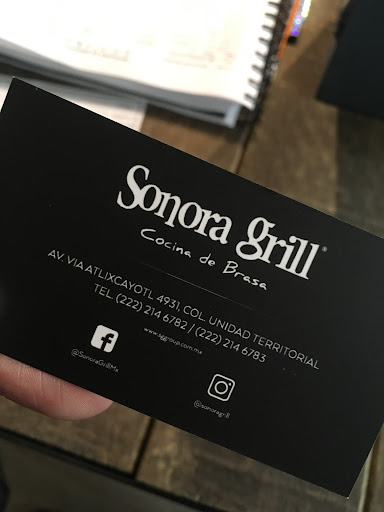 Sonora grill®
Cocina de Brasa
AV. VIA ATLIXCAYOTL 4931, COL. UNIDAD TERRITORIAL
TEL. (222) 214 6782 / (222) 214 6783
www.sggroup.com.mx
@SonoraGrillMx
@sonoragrill